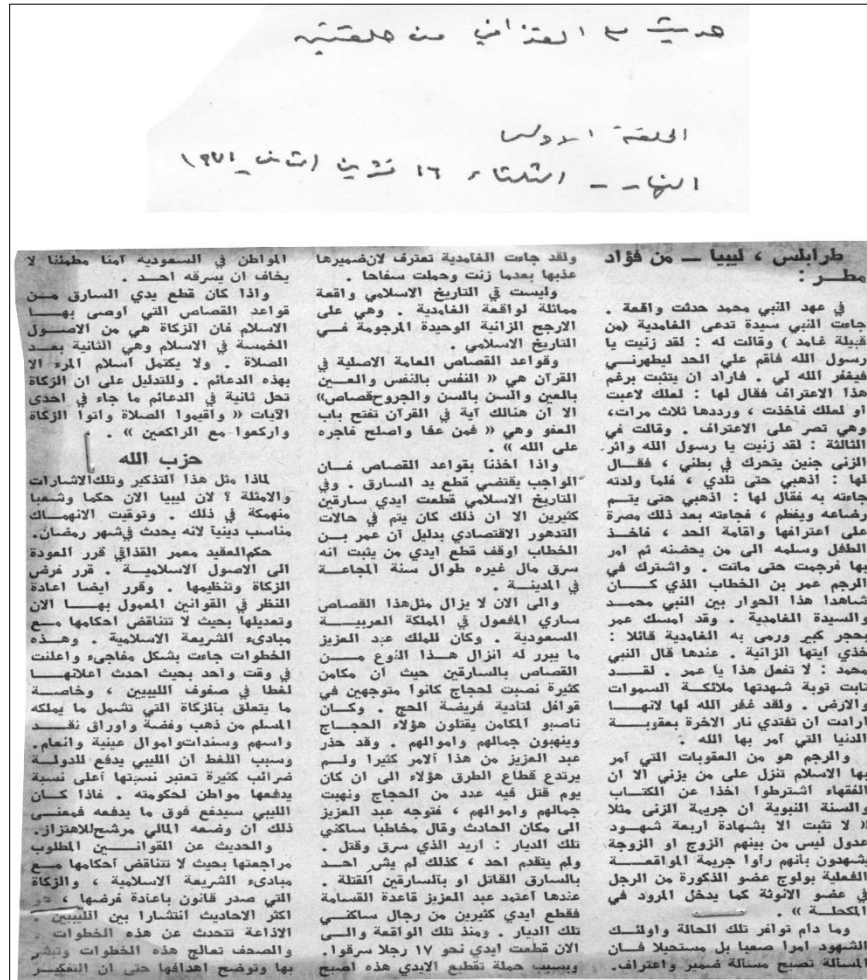 حديث مع القذافي من حلقتين
الحلقة الاولى
النهار ـ الثلثاء ١٦ تشرين الثاني ١٩٧١
طرابلس ، ليبيا — من فؤاد
مطـر :
في عهد النبي محمد حدثت واقعة .
جاءت النبي سيدة تدعى الغامدية (من
قبيلة غامد ) وقالت له : لقد زنيت يا
رسول الله فاقم علي الحد ليطهرني
فيغفر الله لي . فاراد ان يتثبت برغم
هذا الاعتراف فقال لها : لعلك لاعبت
او لعلك فاخذت ، ورددها ثلاث مرات،
وهي تصر على الاعتراف . وقالت في
الثالثة : لقد زنيت يا رسول الله واثر
الزنى جنين يتحرك في بطني ، فقال
لها : اذهبي حتى تلدي ، فلما ولدته
جاءته به فقال لها : اذهبي حتى يتم
رضاعه ويفطم ، فجاءته بعد ذلك مصرة
على اعترافها واقامة الحد ، فاخذ
الطفل وسلمه الى من يحضنه ثم امر
بها فرجمت حتى ماتت . واشترك في
الرجم عمر بن الخطاب الذي كان
شاهدا هذا الحوار بين النبي محمد
والسيدة الغامدية . وقد امسك عمر
بحجر كبير ورمى به الغامدية قائلا :
خذي ايتها الزانية . عندها قال النبي
محمد : لا تفعل هذا يا عمر . لقد
تابت توبة شهدتها ملائكة السموات
والارض . ولقد غفر الله لها لانها
ارادت ان تفتدي نار الاخرة بعقوبة
الدنيا التي امر بها الله .
والرجم هو من العقوبات التي امر
بها الاسلام تنزل على من يزني الا ان
الفقهاء اشترطوا اخذا عن الكتاب
والسنة النبوية ان جريمة الزنى مثلا
« لا تثبت الا بشهادة اربعة شهود
عدول ليس من بينهم الزوج او الزوجة
يشهدون بانهم رأوا جريمة المواقعة
الفعلية بولوج عضو الذكورة من الرجل
في عضو الانوثة كما يدخل المرود في
المكحلة » .
وما دام توافر تلك الحالة واولئك
الشهود امرا صعبا بل مستحيلا فان
المسألة تصبح مسألة ضمير واعتراف.
ولقد جاءت الغامدية تعترف لان ضميرها
عذبها بعدما زنت وحملت سفاحا .
وليست في التاريخ الاسلامي واقعة
مماثلة لواقعة الغامدية . وهي على
الارجح الزانية الوحيدة المرجومة في
التاريخ الاسلامي .
وقواعد القصاص العامة الاصلية في
القرآن هي « النفس بالنفس والعين
بالعين والسن بالسن والجروح قصاص»
الا ان هنالك آية في القرآن تفتح باب
العفو وهي « فمن عفا واصلح فاجره
على الله » .
واذا اخذنا بقواعد القصاص فان
الواجب يقتضي قطع يد السارق . وفي
التاريخ الاسلامي قطعت ايدي سارقين
كثيرين الا ان ذلك كان يتم في حالات
التدهور الاقتصادي بدليل ان عمر بن
الخطاب اوقف قطع ايدي من يثبت انه
سرق مال غيره طوال سنة المجاعة
في المدينة .
والى الان لا يزال مثل هذا القصاص
ساري المفعول في المملكة العربية
السعودية . وكان للملك عبد العزيز
ما يبرر له انزال هذا النوع من
القصاص بالسارقين حيث ان مكامن
كثيرة نصبت لحجاج كانوا متوجهين في
قوافل لتأدية فريضة الحج . وكان
ناصبو المكامن يقتلون هؤلاء الحجاج
وينهبون جمالهم واموالهم . وقد حذر
عبد العزيز من هذا الامر كثيرا ولم
يرتدع قطاع الطرق هؤلاء الى ان كان
يوم قتل فيه عدد من الحجاج ونهبت
جمالهم واموالهم ، فتوجه عبد العزيز
الى مكان الحادث وقال مخاطبا ساكني
تلك الديار : اريد الذي سرق وقتل .
ولم يتقدم احد ، كذلك لم يشر احد
بالسارق القاتل او بالسارقين القتلة .
عندها اعتمد عبد العزيز قاعدة القسامة
فقطع ايدي كثيرين من رجال ساكني
تلك الديار . ومنذ تلك الواقعة والى
الان قطعت ايدي نحو ١٧ رجلا سرقوا.
وبسبب حملة تقطيع الايدي هذه اصبح
المواطن في السعودية آمنا مطمئنا لا
يخاف ان يسرقه احد .
واذا كان قطع يدي السارق من
قواعد القصاص التي اوصى بها
الاسلام فان الزكاة هي من الاصول
الخمسة في الاسلام وهي الثانية بعد
الصلاة . ولا يكتمل اسلام المرء الا
بهذه الدعائم . وللتدليل على ان الزكاة
تحل ثانية في الدعائم ما جاء في احدى
الآيات « واقيموا الصلاة واتوا الزكاة
واركعوا مع الراكعين » .
حزب الله
لماذا مثل هذا التذكير وتلك الاشارات
والامثلة ؟ لان ليبيا الان حكما وشعبا
منهمكة في ذلك . وتوقيت الانهماك
مناسب دينيا لانه يحدث في شهر رمضان.
حكم العقيد معمر القذافي قرر العودة
الى الاصول الاسلامية . قرر فرض
الزكاة وتنظيمها . وقرر ايضا اعادة
النظر في القوانين المعمول بها الان
وتعديلها بحيث لا تتناقض احكامها مع
مبادىء الشريعة الاسلامية . وهذه
الخطوات جاءت بشكل مفاجىء واعلنت
في وقت واحد بحيث احدث اعلانها
لغطا في صفوف الليبيين ، وخاصة
ما يتعلق بالزكاة التي تشمل ما يملكه
المسلم من ذهب وفضة واوراق نقد
واسهم وسندات واموال عينية وانعام.
وسبب اللغط ان الليبي يدفع للدولة
ضرائب كثيرة تعتبر نسبتها اعلى نسبة
يدفعها مواطن لحكومته . فاذا كان
الليبي سيدفع فوق ما يدفعه فمعنى
ذلك ان وضعه المالي مرشح للاهتزاز.
والحديث عن القوانين المطلوب
مراجعتها بحيث لا تتناقض احكامها مع
مبادىء الشريعة الاسلامية ، والزكاة
التي صدر قانون باعادة فرضها ، هو
اكثر الاحاديث انتشارا بين الليبيين .
الاذاعة تتحدث عن هذه الخطوات .
والصحف تعالج هذه الخطوات وتبشر
بها وتوضح اهدافها حتى ان التفكير